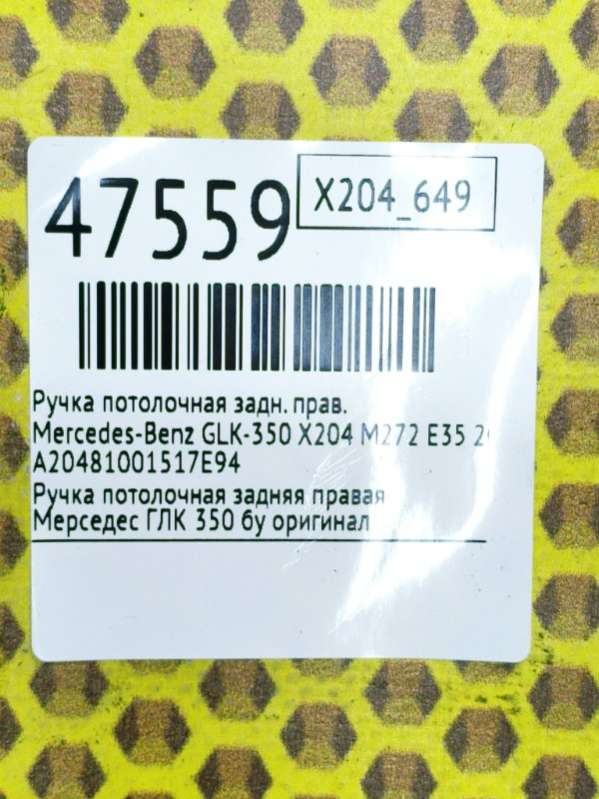 47559
X204_649
Ручка потолочная задн. прав.
Mercedes-Benz GLK-350 X204 M272 E35
A20481001517E94
Ручка потолочная задняя правая
Мерседес ГЛК 350 бу оригинал